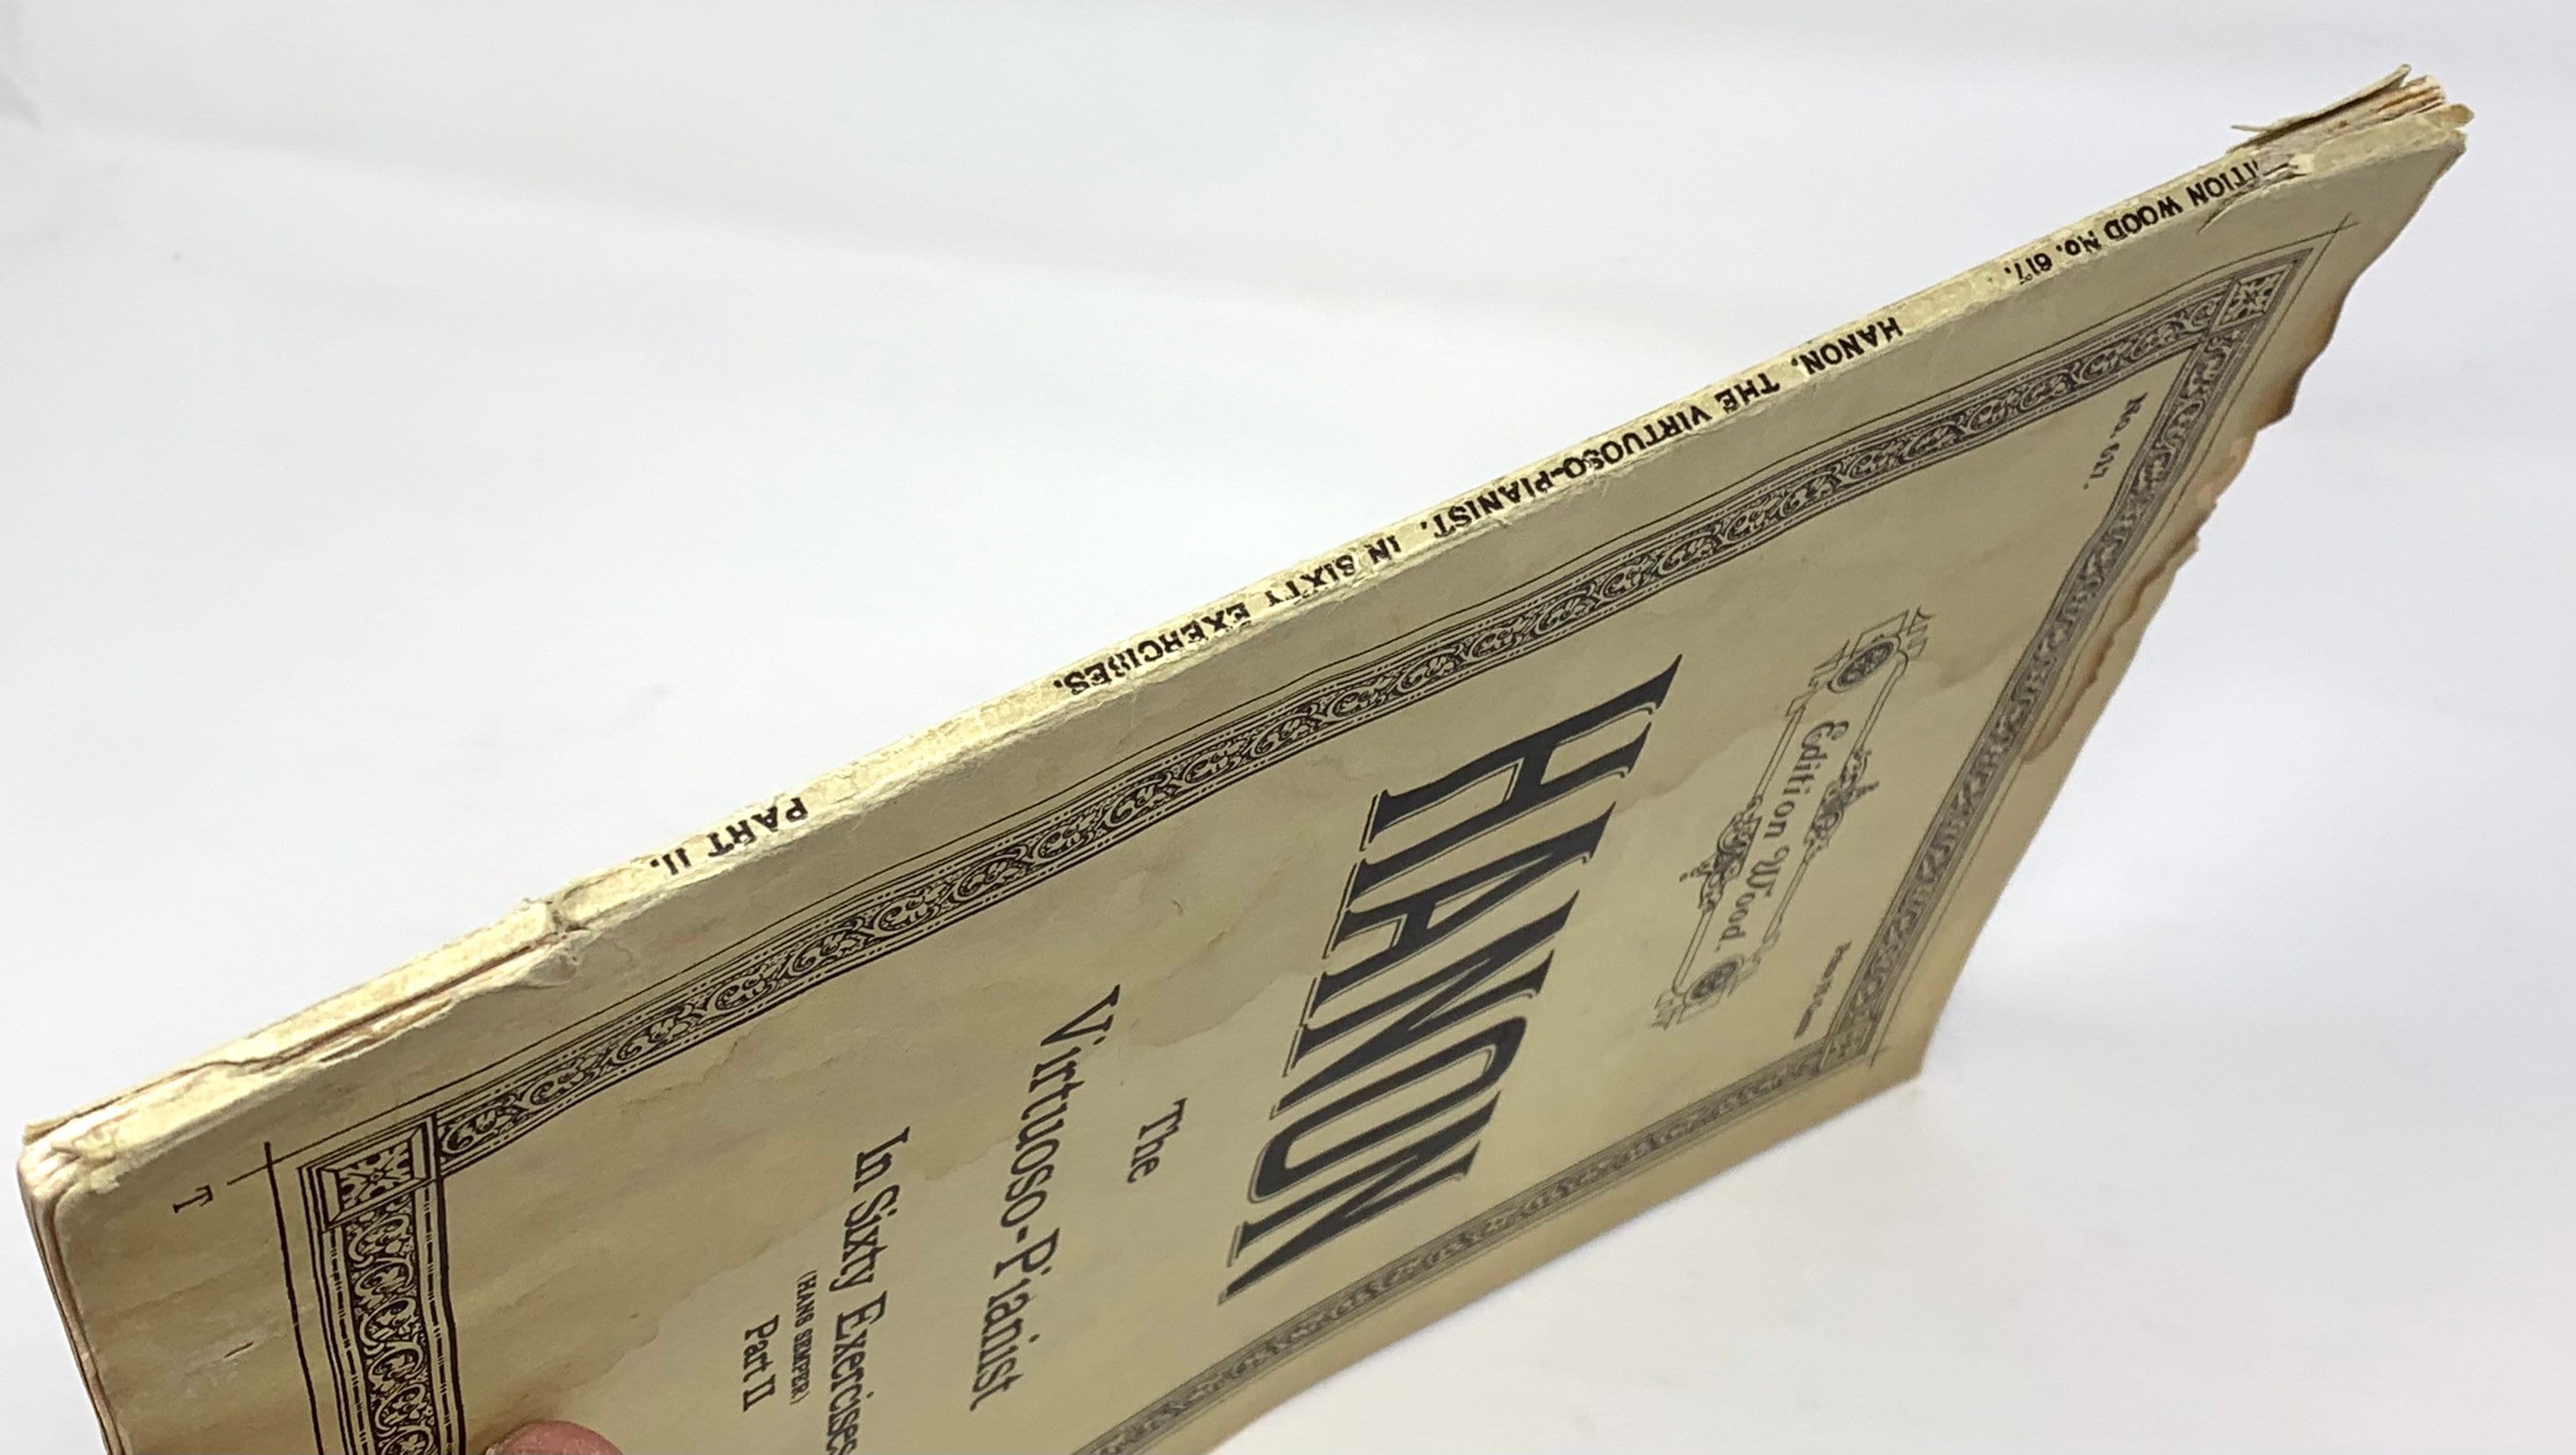 ITION WOOD No. 617. HANON, THE VIRTUOSO-PIANIST, IN SIXTY EXERCISES. PART II.
No. 617.
Edition Wood.
HANON
The
Virtuoso-Pianist
In Sixty Exercises
(HANS SEMPER)
Part II
T